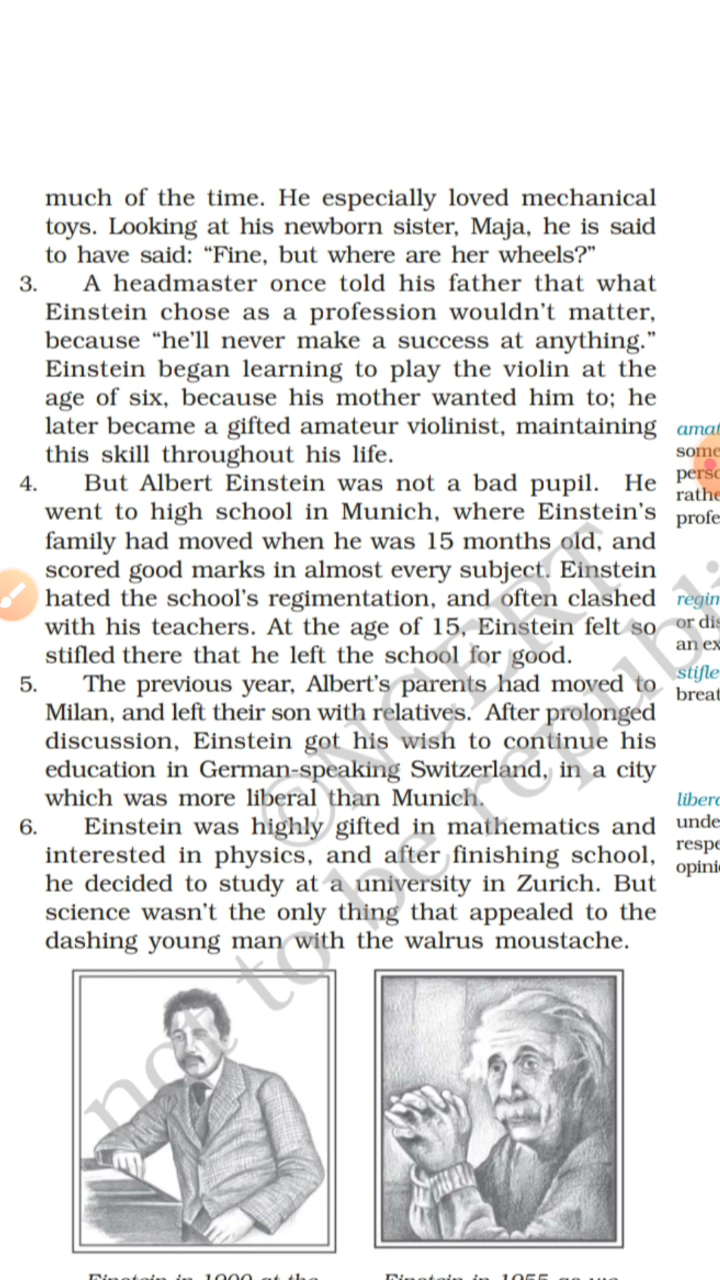 much of the time. He especially loved mechanical
toys. Looking at his newborn sister, Maja, he is said
to have said: “Fine, but where are her wheels?”
3. A headmaster once told his father that what
Einstein chose as a profession wouldn’t matter,
because “he’ll never make a success at anything.”
Einstein began learning to play the violin at the
age of six, because his mother wanted him to; he
later became a gifted amateur violinist, maintaining
this skill throughout his life.
4. But Albert Einstein was not a bad pupil. He
went to high school in Munich, where Einstein’s
family had moved when he was 15 months old, and
scored good marks in almost every subject. Einstein
hated the school’s regimentation, and often clashed
with his teachers. At the age of 15, Einstein felt so
stifled there that he left the school for good.
5. The previous year, Albert’s parents had moved to
Milan, and left their son with relatives. After prolonged
discussion, Einstein got his wish to continue his
education in German-speaking Switzerland, in a city
which was more liberal than Munich.
6. Einstein was highly gifted in mathematics and
interested in physics, and after finishing school,
he decided to study at a university in Zurich. But
science wasn’t the only thing that appealed to the
dashing young man with the walrus moustache.
amat
some
perso
rathe
profe
regim
or dis
an ex
stifle
breat
libera
unde
respe
opini
©NCERT
not to be republi
Einstein in 1900 at the
Einstein in 1955 as we